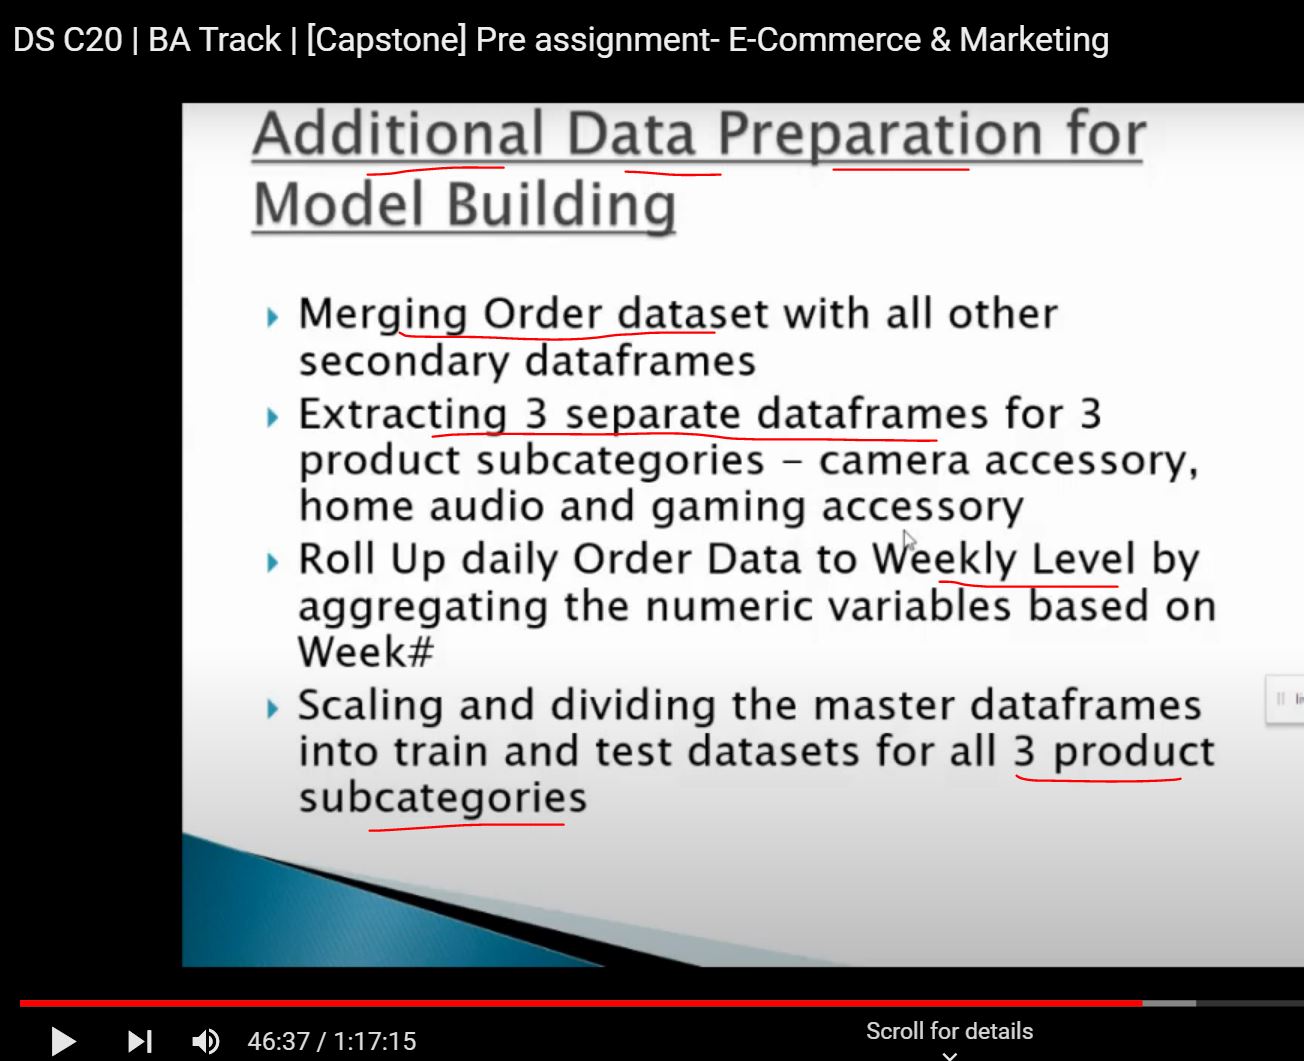 DS C20 | BA Track | [Capstone] Pre assignment- E-Commerce & Marketing
Additional Data Preparation for
Model Building
Merging Order dataset with all other
secondary dataframes
Extracting 3 separate dataframes for 3
product subcategories – camera accessory,
home audio and gaming accessory
Roll Up daily Order Data to Weekly Level by
aggregating the numeric variables based on
Week#
Scaling and dividing the master dataframes
into train and test datasets for all 3 product
subcategories
46:37 / 1:17:15
Scroll for details